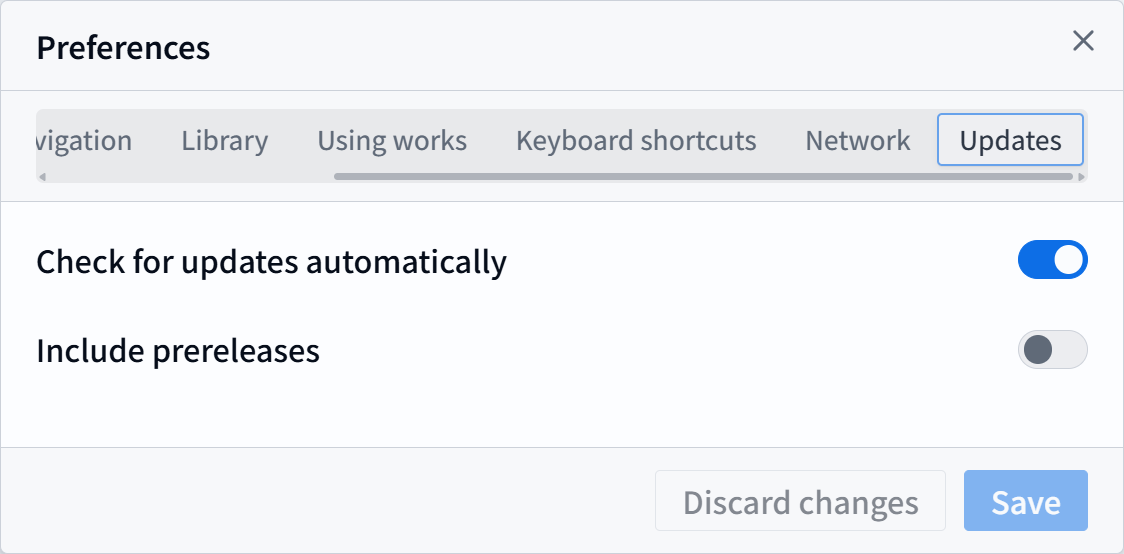 Preferences
vigation Library Using works Keyboard shortcuts Network Updates
Check for updates automatically
Include prereleases
Discard changes Save